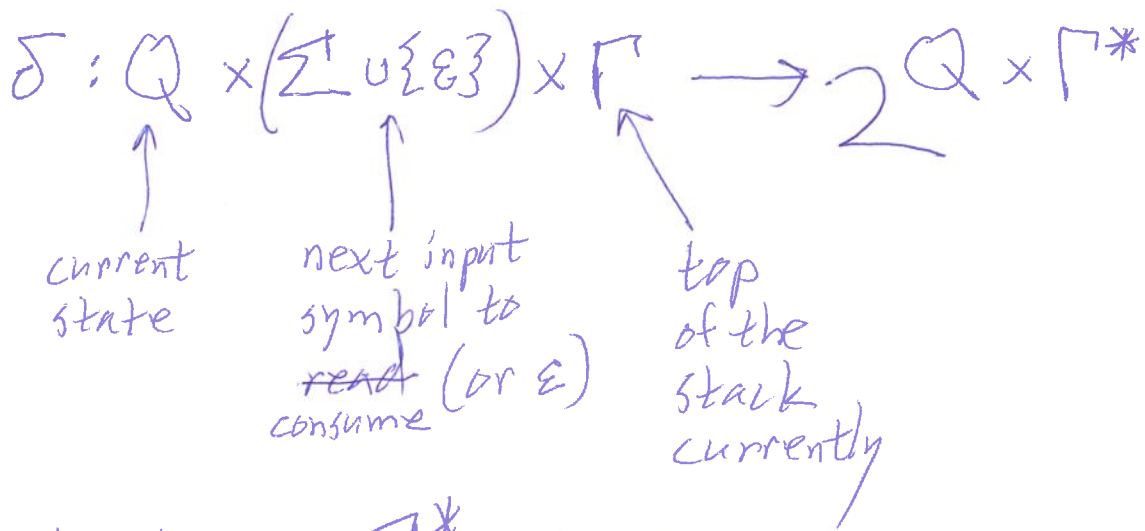 δ : Q × (Σ ∪ {ε}) × Γ → 2^{Q × Γ*}
current
state
next input
symbol to
~~read~~ (or ε)
consume
top
of the
stack
currently
Γ*